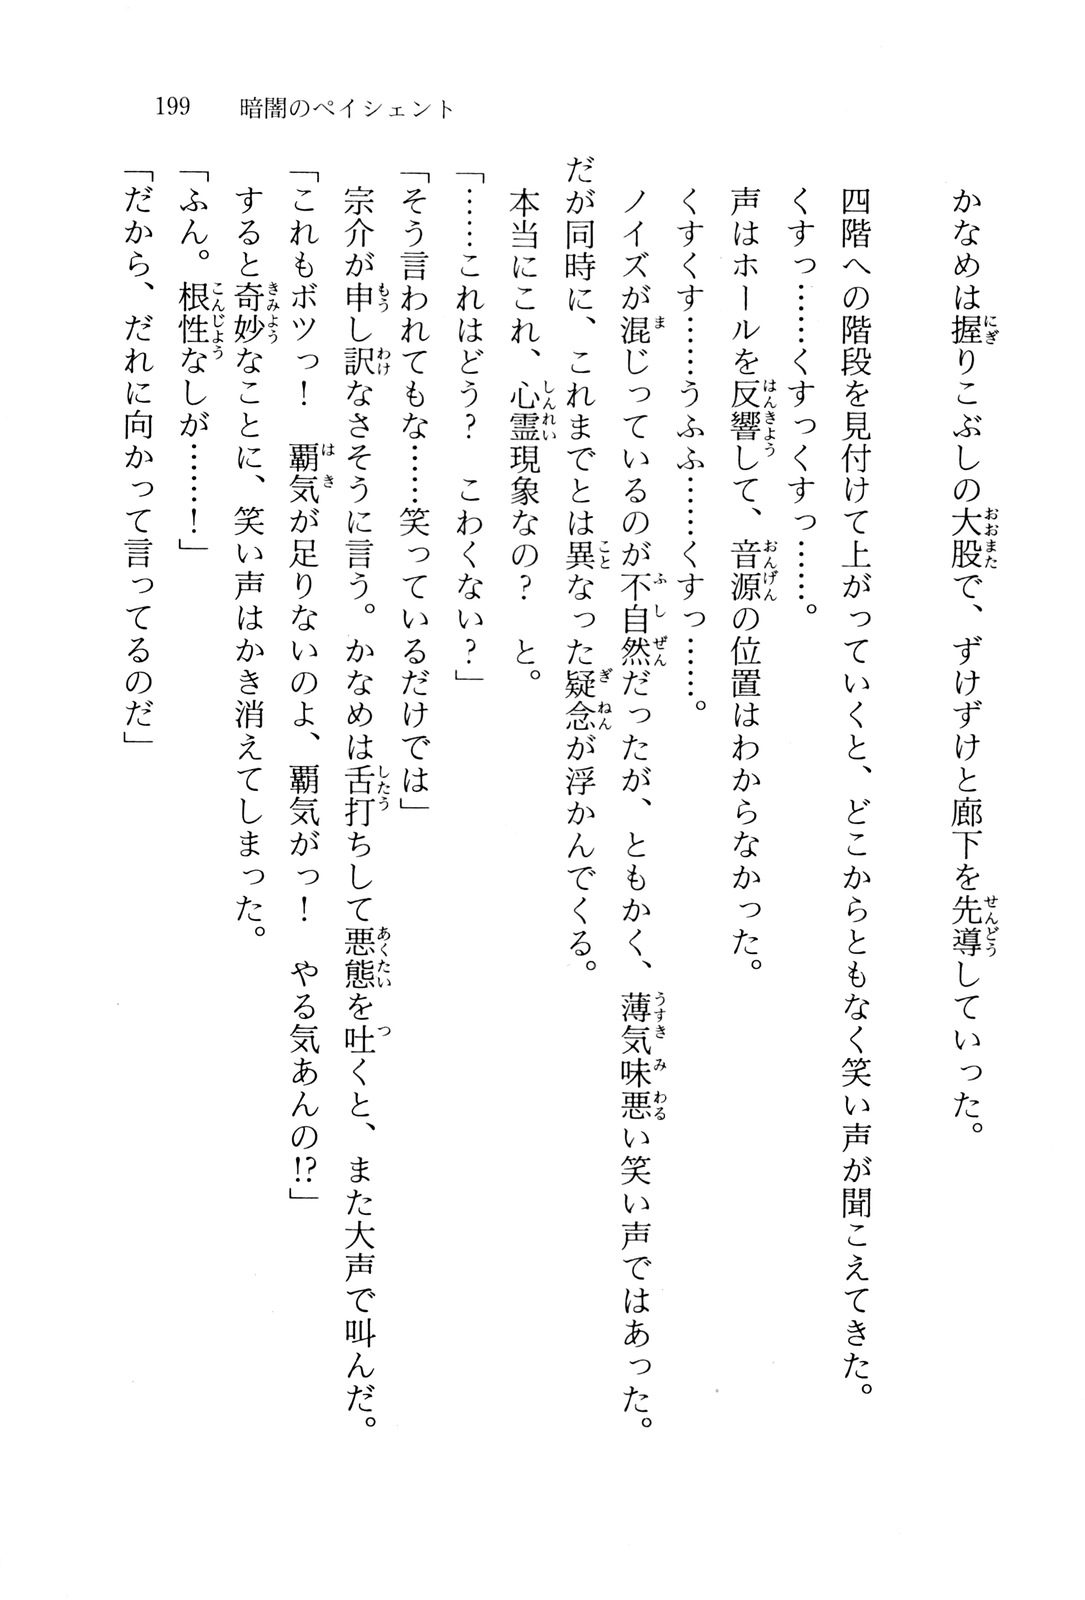 199　暗闇のペイシェント
かなめは握りこぶしの大股で、ずけずけと廊下を先導していった。
四階への階段を見付けて上がっていくと、どこからともなく笑い声が聞こえてきた。
くすっ……くすっくすっ……。
声はホールを反響して、音源の位置はわからなかった。
くすくす……うふふ……くすっ……。
ノイズが混じっているのが不自然だったが、ともかく、薄気味悪い笑い声ではあった。
だが同時に、これまでとは異なった疑念が浮かんでくる。
本当にこれ、心霊現象なの？　と。
「……これはどう？　こわくない？」
「そう言われてもな……笑っているだけでは」
宗介が申し訳なさそうに言う。かなめは舌打ちして悪態を吐くと、また大声で叫んだ。
「これもボツっ！　覇気が足りないのよ、覇気がっ！　やる気あんの!?」
すると奇妙なことに、笑い声はかき消えてしまった。
「ふん。根性なしが……！」
「だから、だれに向かって言ってるのだ」